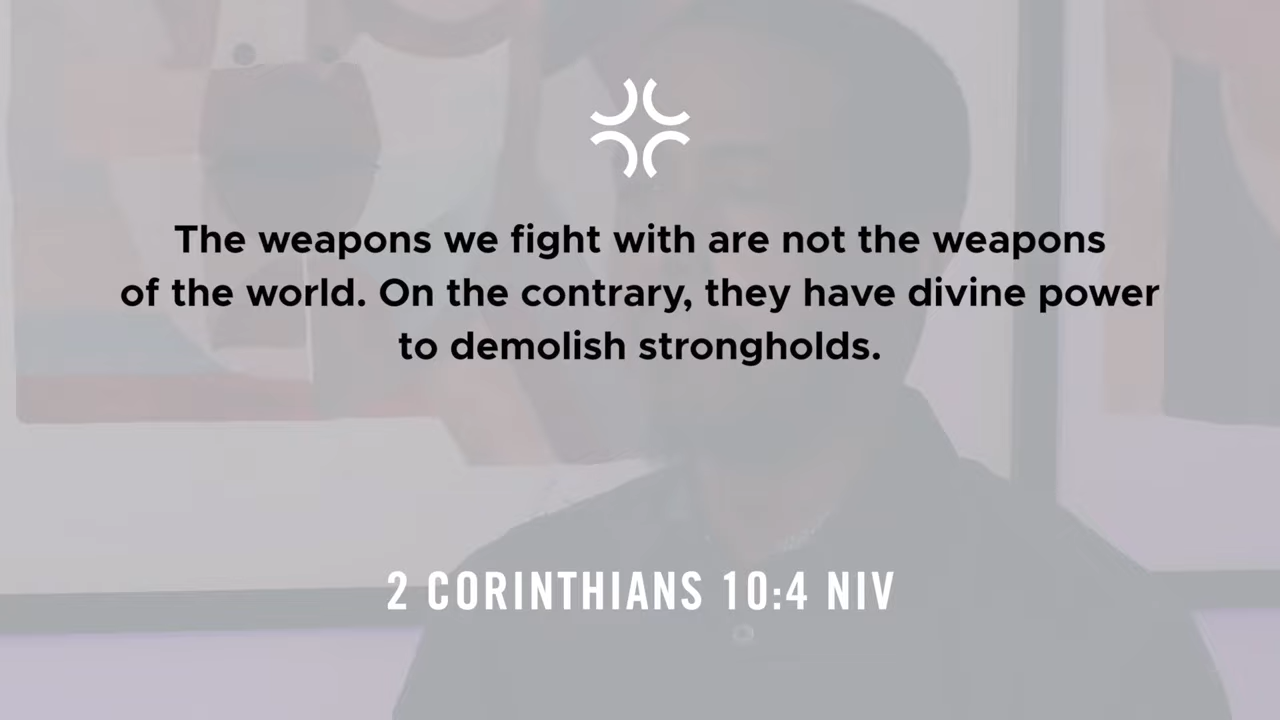 The weapons we fight with are not the weapons
of the world. On the contrary, they have divine power
to demolish strongholds.
2 CORINTHIANS 10:4 NIV